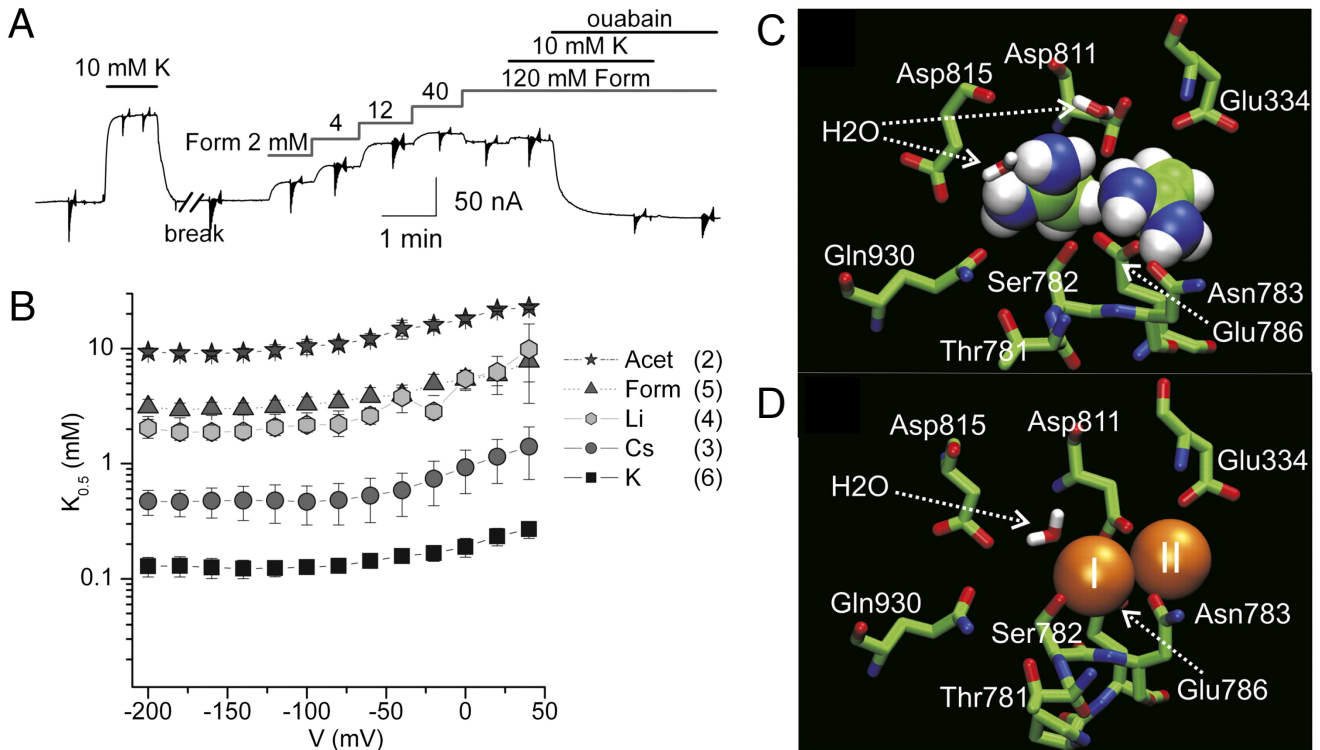 A
ouabain
10 mM K
10 mM K
120 mM Form
40
12
4
Form 2 mM
50 nA
1 min
break
B
10
1
0.1
K0.5 (mM)
-200
-150
-100
-50
0
50
V (mV)
Acet (2)
Form (5)
Li (4)
Cs (3)
K (6)
C
Asp811
Asp815
Glu334
H2O
Gln930
Ser782
Asn783
Glu786
Thr781
D
Asp815
Asp811
Glu334
H2O
I
II
Gln930
Asn783
Ser782
Glu786
Thr781